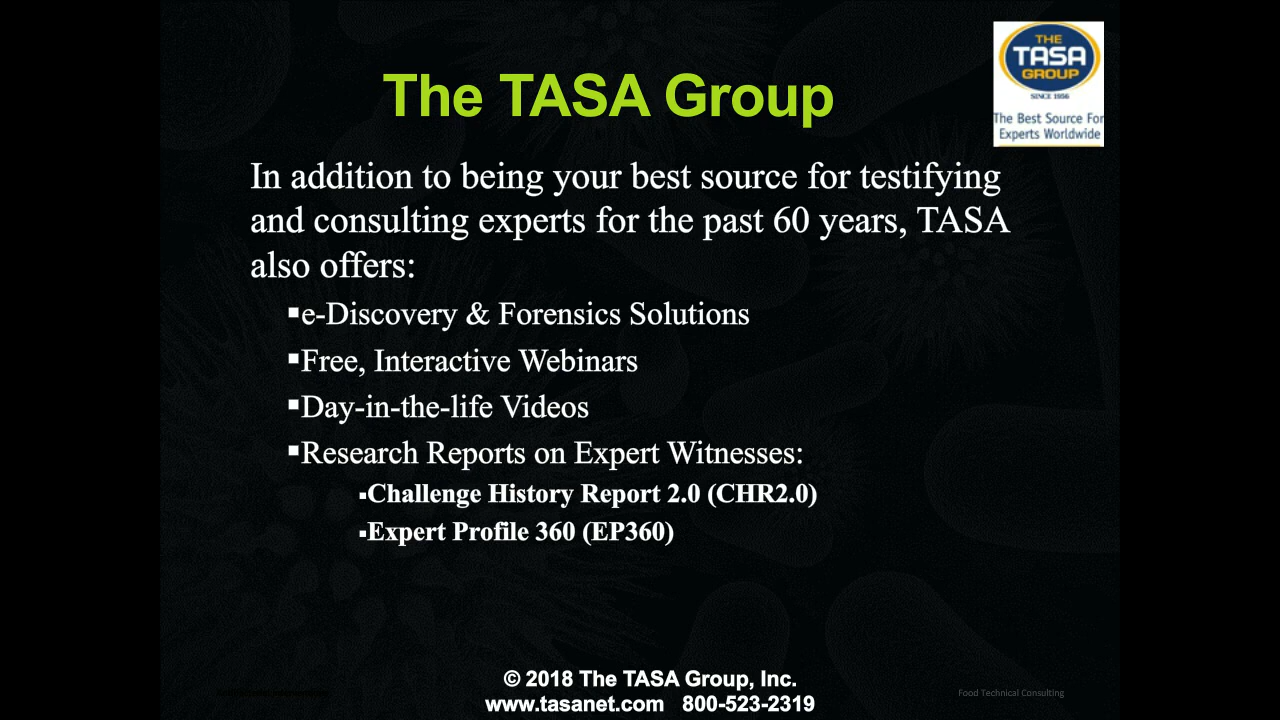 THE
TASA
GROUP
SINCE 1956
The Best Source For
Experts Worldwide
The TASA Group
In addition to being your best source for testifying
and consulting experts for the past 60 years, TASA
also offers:
▪e-Discovery & Forensics Solutions
▪Free, Interactive Webinars
▪Day-in-the-life Videos
▪Research Reports on Expert Witnesses:
▪Challenge History Report 2.0 (CHR2.0)
▪Expert Profile 360 (EP360)
© 2018 The TASA Group, Inc.
www.tasanet.com 800-523-2319
Food Technical Consulting